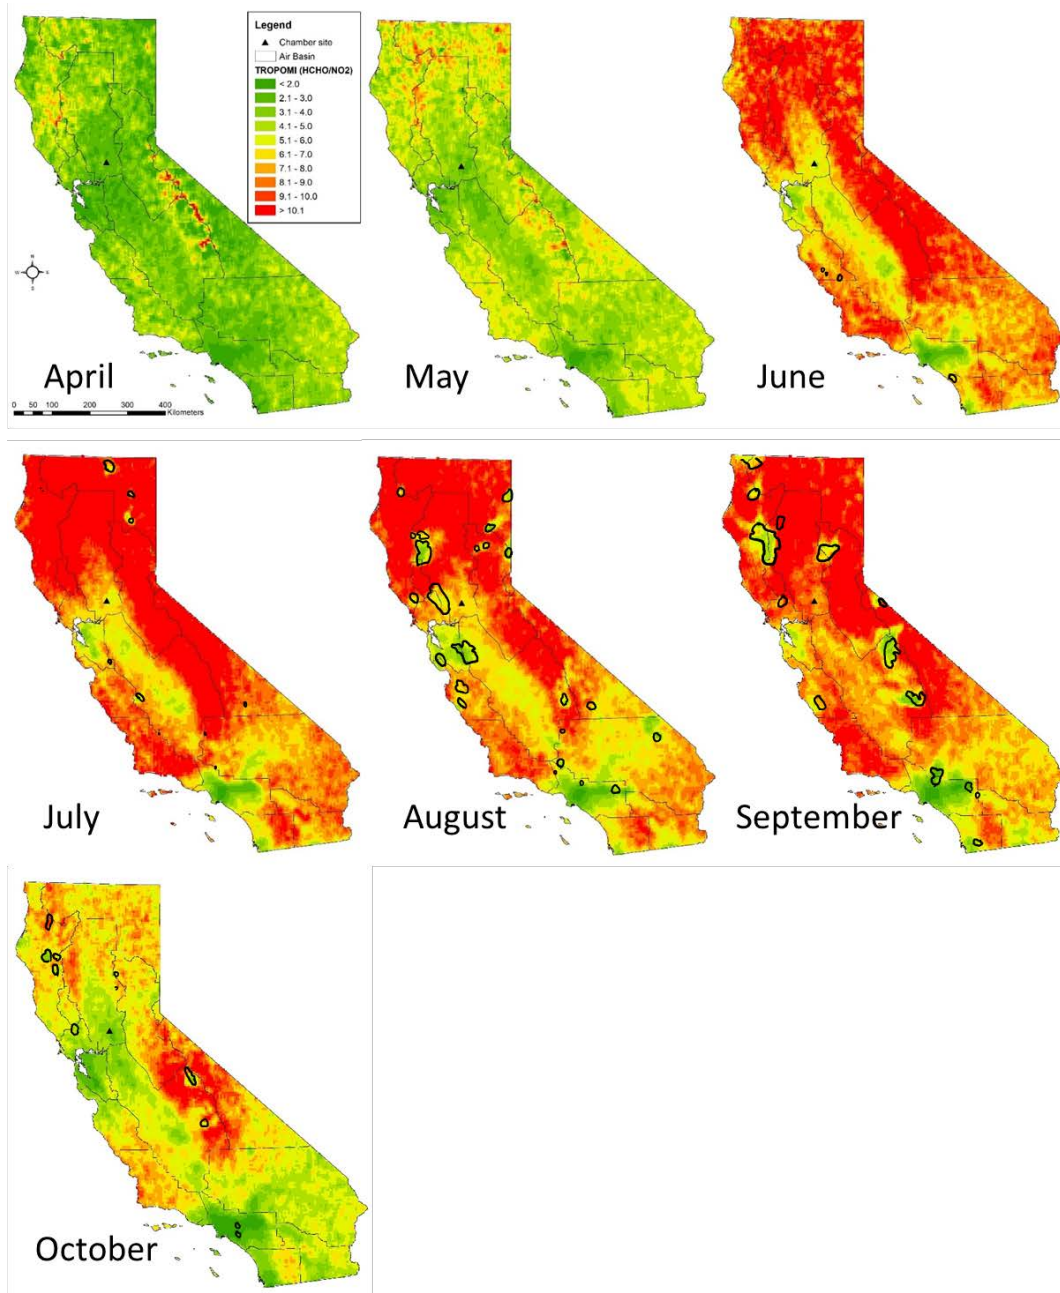 Legend
Chamber site
Air Basin
TROPOMI (HCHO/NO2)
< 2.0
2.1 - 3.0
3.1 - 4.0
4.1 - 5.0
5.1 - 6.0
6.1 - 7.0
7.1 - 8.0
8.1 - 9.0
9.1 - 10.0
> 10.1
N
W
S
April
0 50 100 200 300 400
Kilometers
May
June
July
August
September
October